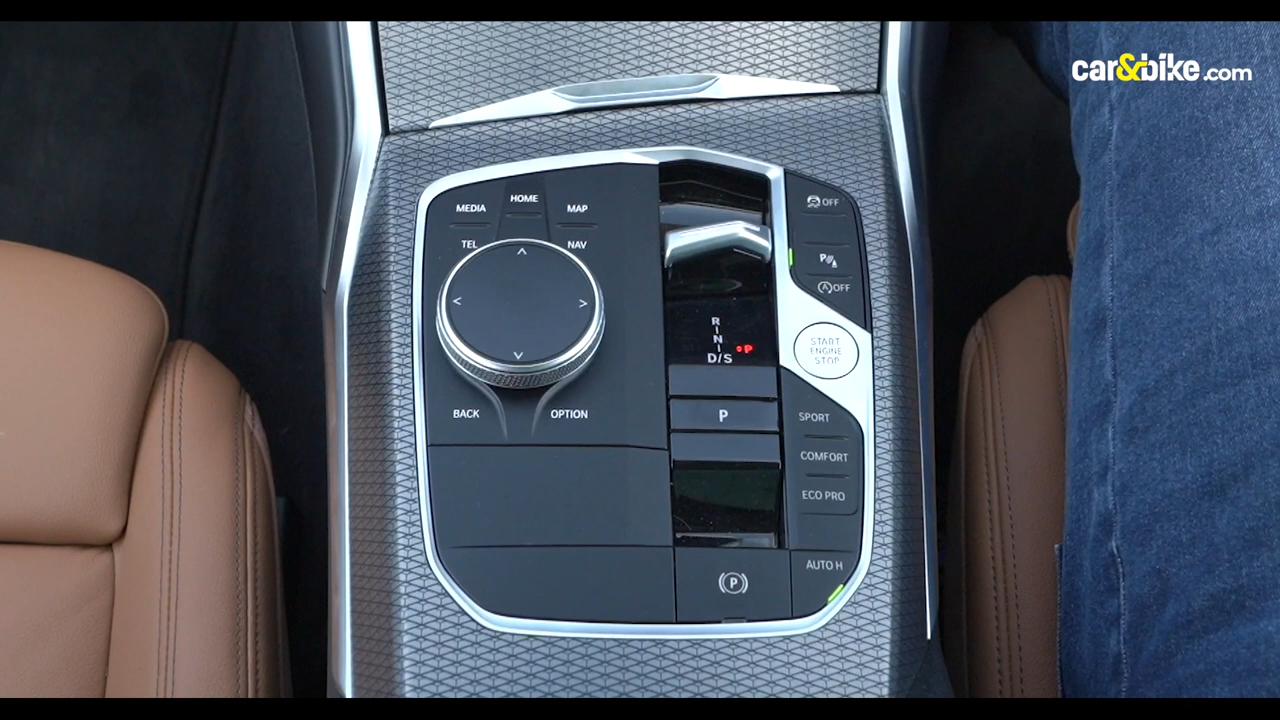 car&bike.com
HOME
MEDIA
MAP
TEL
NAV
BACK
OPTION
R
N
D/S
P
P
OFF
P
A OFF
START
ENGINE
STOP
SPORT
COMFORT
ECO PRO
AUTO H
P